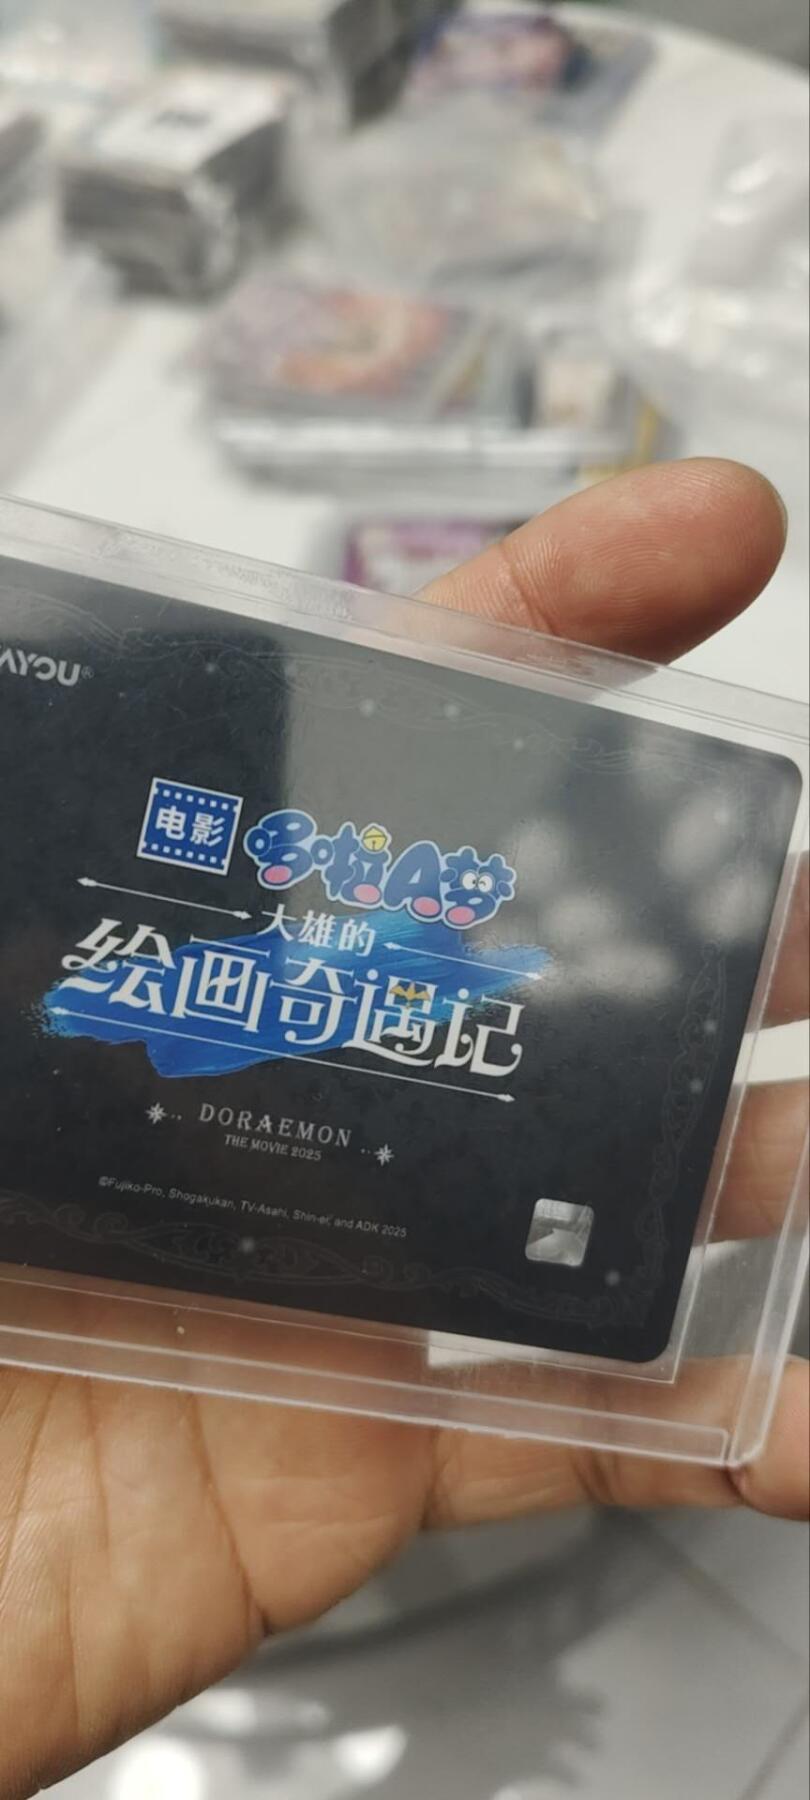 AYOU®
电影
哆啦A梦
大雄的
绘画奇遇记
DORAEMON
THE MOVIE 2025
©Fujiko-Pro, Shogakukan, TV-Asahi, Shin-ei, and ADK 2025